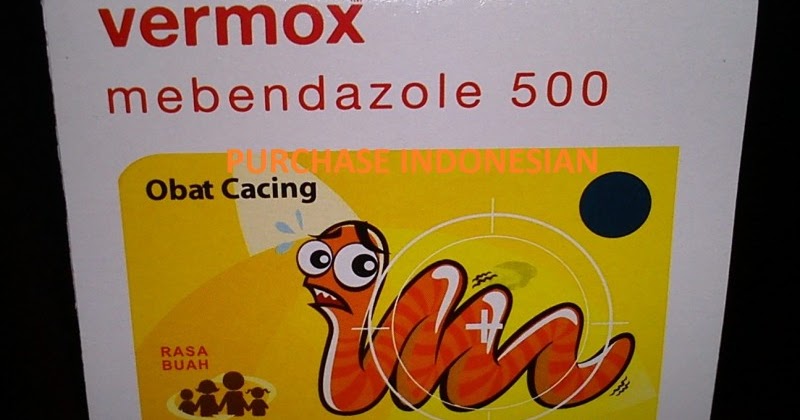 vermox
mebendazole 500
PURCHASE INDONESIAN
Obat Cacing
RASA
BUAH